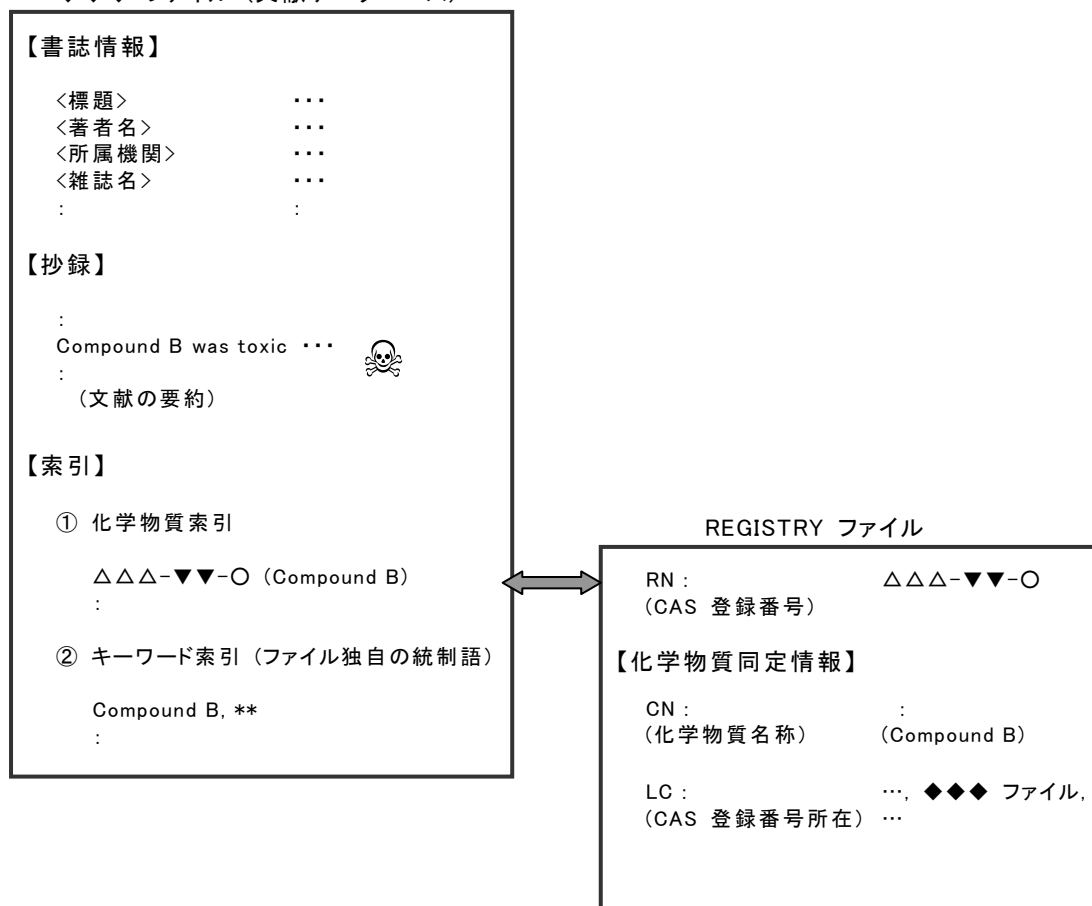 【書誌情報】
<標題> ・・・
<著者名> ・・・
<所属機関> ・・・
<雑誌名> ・・・
: :
【抄録】
:
Compound B was toxic ・・・
:
(文献の要約)
【索引】
① 化学物質索引
△△△-▼▼-○ (Compound B)
:
② キーワード索引 (ファイル独自の統制語)
Compound B, **
:
REGISTRY ファイル
RN : △△△-▼▼-○
(CAS 登録番号)
【化学物質同定情報】
CN : :
(化学物質名称) (Compound B)
LC : …, ◆◆◆ ファイル,
(CAS 登録番号所在) …